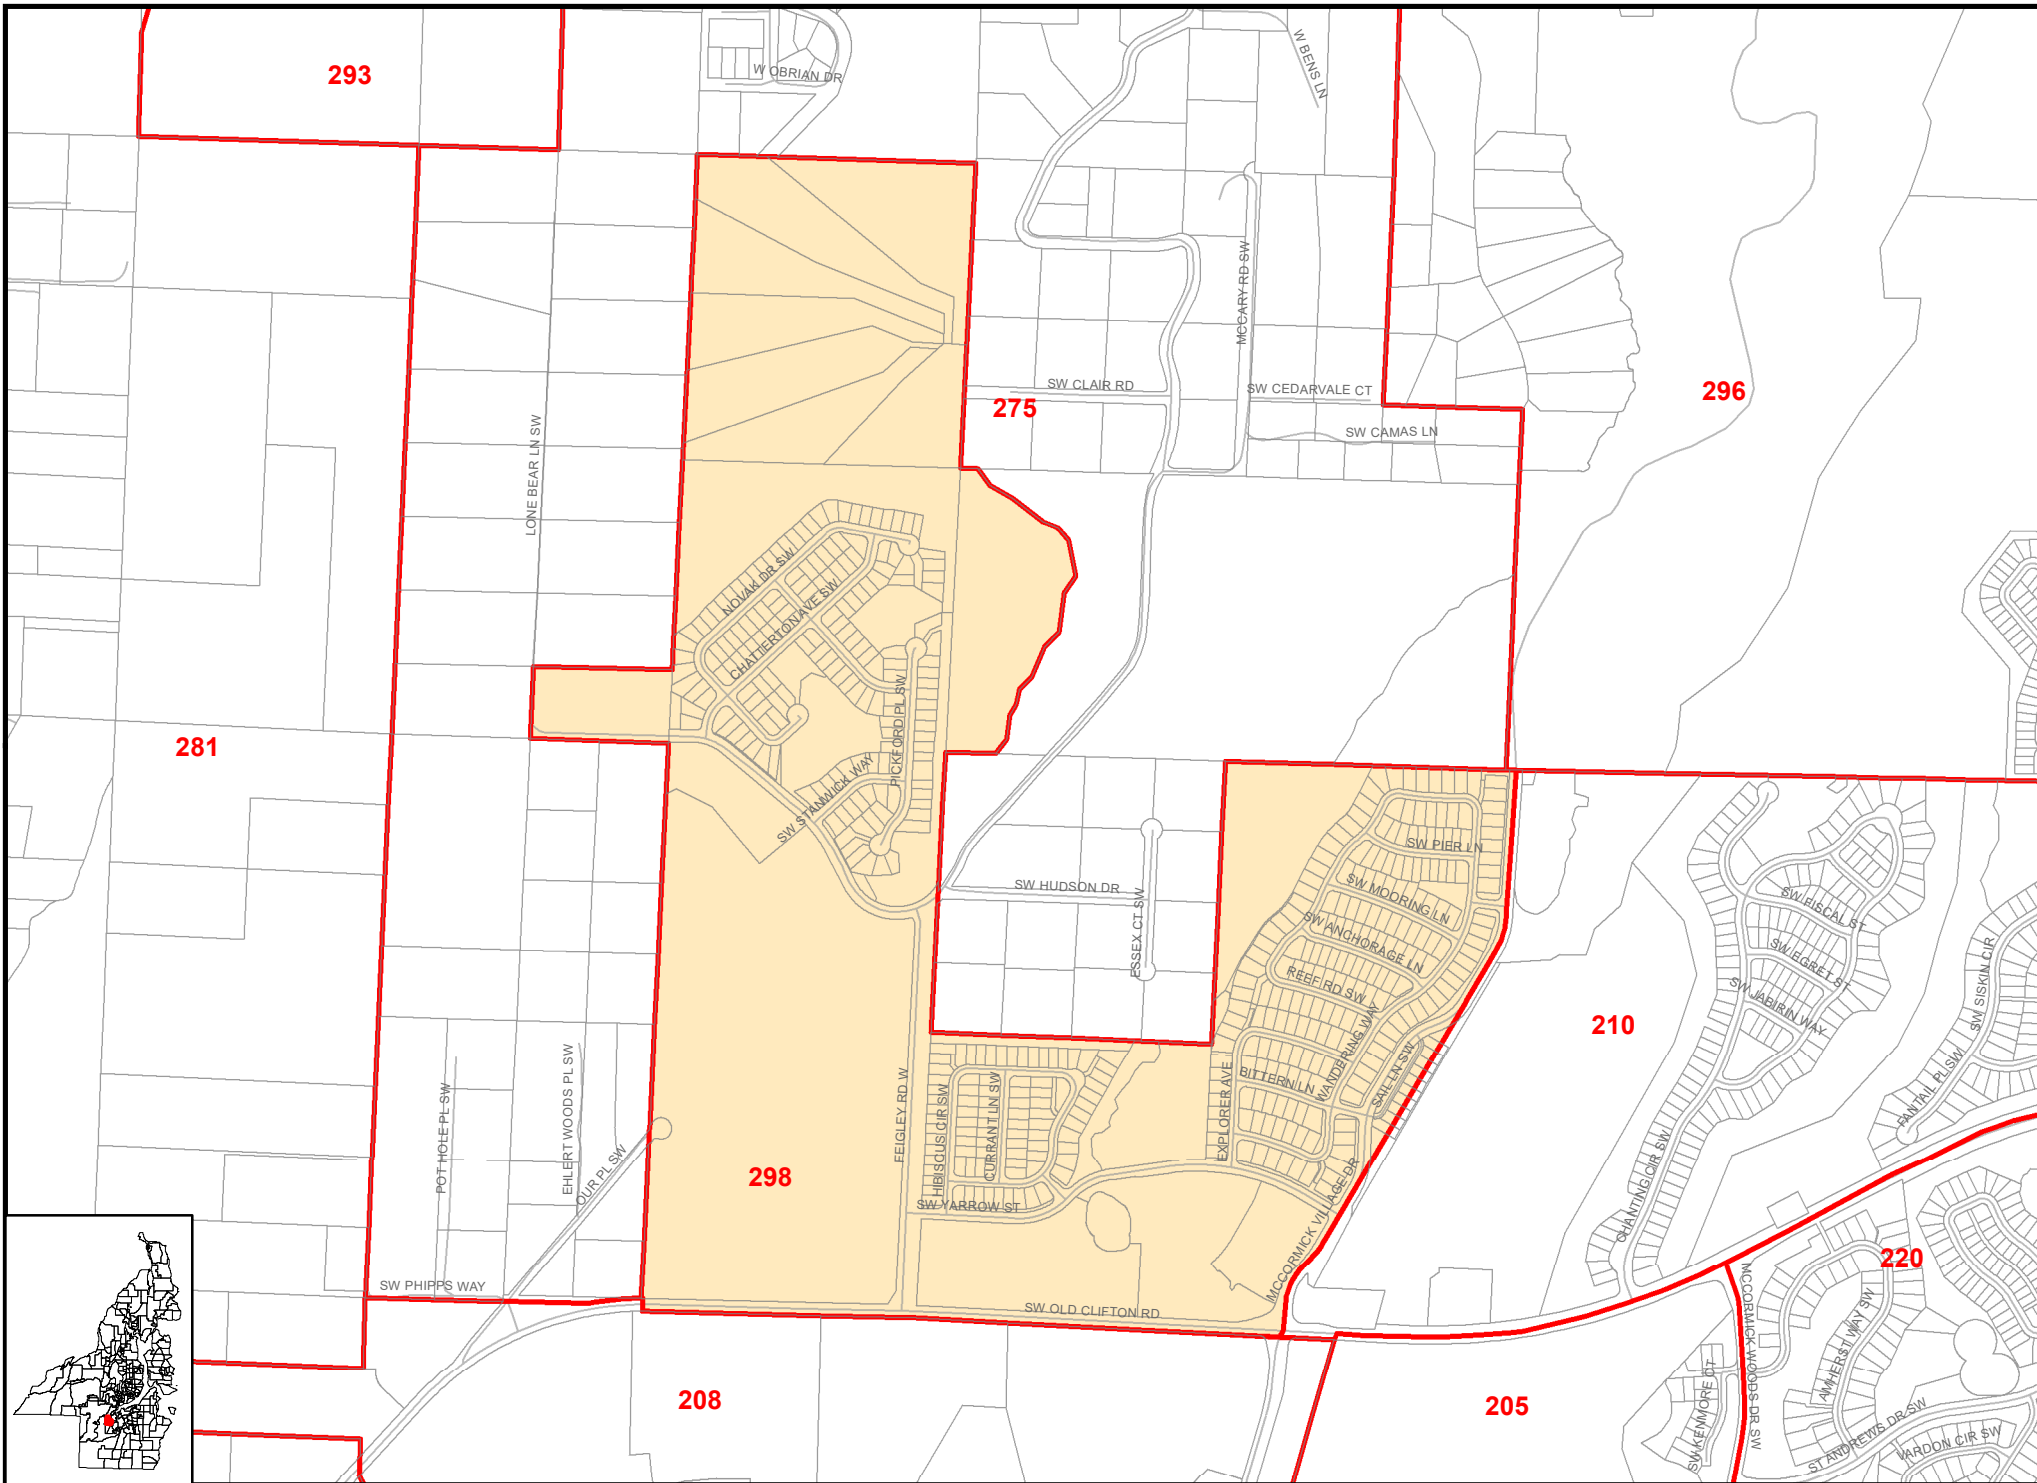 293
W OBRIAN DR
W BENS LN
MCCARY RD SW
SW CLAIR RD
SW CEDARVALE CT
275
296
SW CAMAS LN
LONE BEAR LN SW
NOVAK DR SW
CHATTERTON AVE SW
PICKFORD PL SW
281
SW STANWICK WAY
SW PIER LN
SW HUDSON DR
SW MOORING LN
ESSEX CT SW
SW ANCHORAGE LN
SW FISCAL ST
SW EGRET ST
SW SISKIN CIR
REEF RD SW
SW JABIRIN WAY
210
WANDERING WAY
BITTERN LN
SAIL LN SW
EXPLORER AVE
FANTAIL PL SW
POT HOLE PL SW
EHLERT WOODS PL SW
FEIGLEY RD W
HIBISCUS CIR SW
CURRANT LN SW
298
OUR PL SW
CHANTING CIR SW
SW YARROW ST
MCCORMICK VILLAGE DR
220
SW PHIPPS WAY
SW OLD CLIFTON RD
MCCORMICK WOODS DR SW
AMHERST WAY SW
208
205
SW KENMORE CT
ST ANDREWS DR SW
VARDON CIR SW